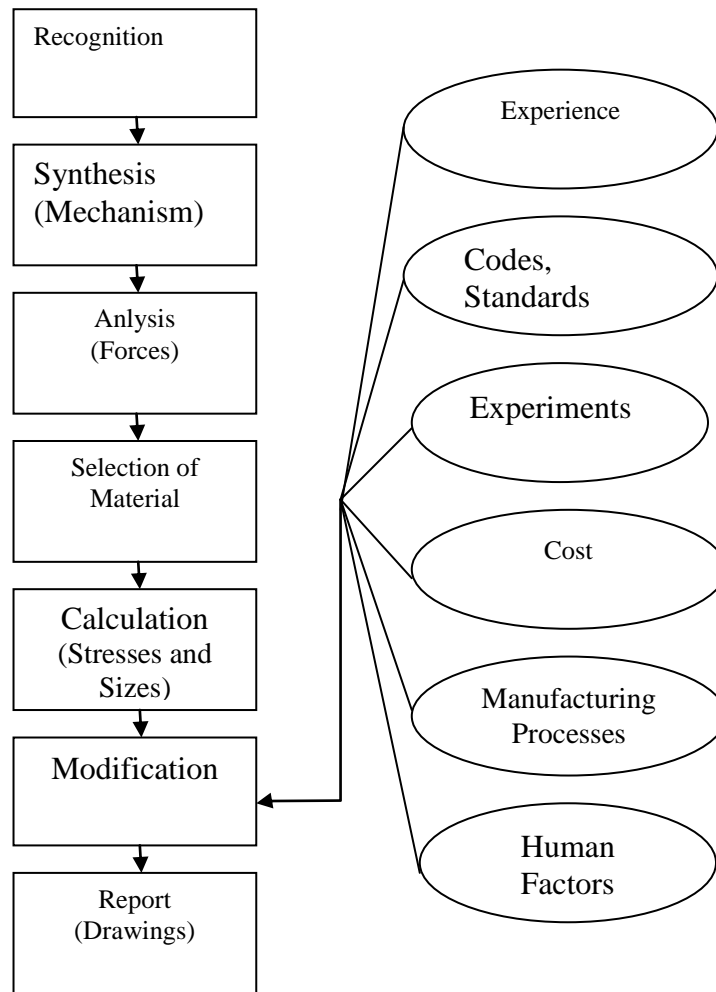 Recognition
Synthesis
(Mechanism)
Anlysis
(Forces)
Selection of
Material
Calculation
(Stresses and
Sizes)
Modification
Report
(Drawings)
Experience
Codes,
Standards
Experiments
Cost
Manufacturing
Processes
Human
Factors